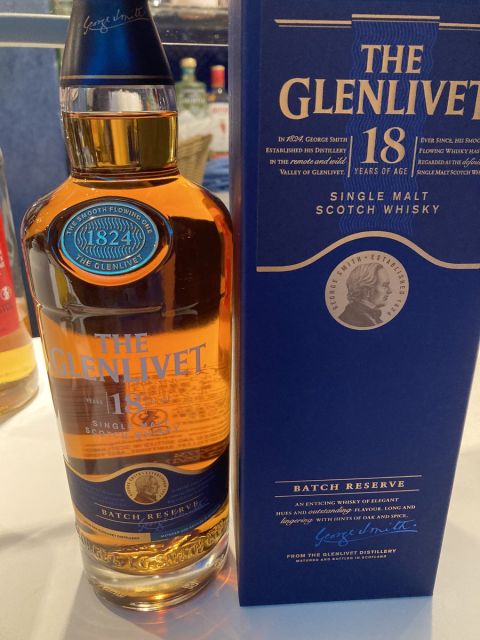 George Smith
THE SMOOTH FLOWING ONE
1824
THE GLENLIVET
THE
GLENLIVET
YEARS 18
SINGLE MALT
SCOTCH WHISKY
BATCH RESERVE
THE
GLENLIVET
IN 1824, GEORGE SMITH
ESTABLISHED HIS DISTILLERY
IN THE remote and wild
VALLEY OF GLENLIVET.
18
YEARS OF AGE
EVER SINCE, HIS
FLOWING WHISKY
REGARDED AS THE
SINGLE MALT SCOTCH
SINGLE MALT
SCOTCH WHISKY
GEORGE SMITH • ESTABLISHED 1824
BATCH RESERVE
AN ENTICING WHISKY OF ELEGANT
HUES AND outstanding FLAVOUR. LONG AND
lingering WITH HINTS OF OAK AND SPICE.
George Smith
FROM THE GLENLIVET DISTILLERY
MATURED AND BOTTLED IN SCOTLAND